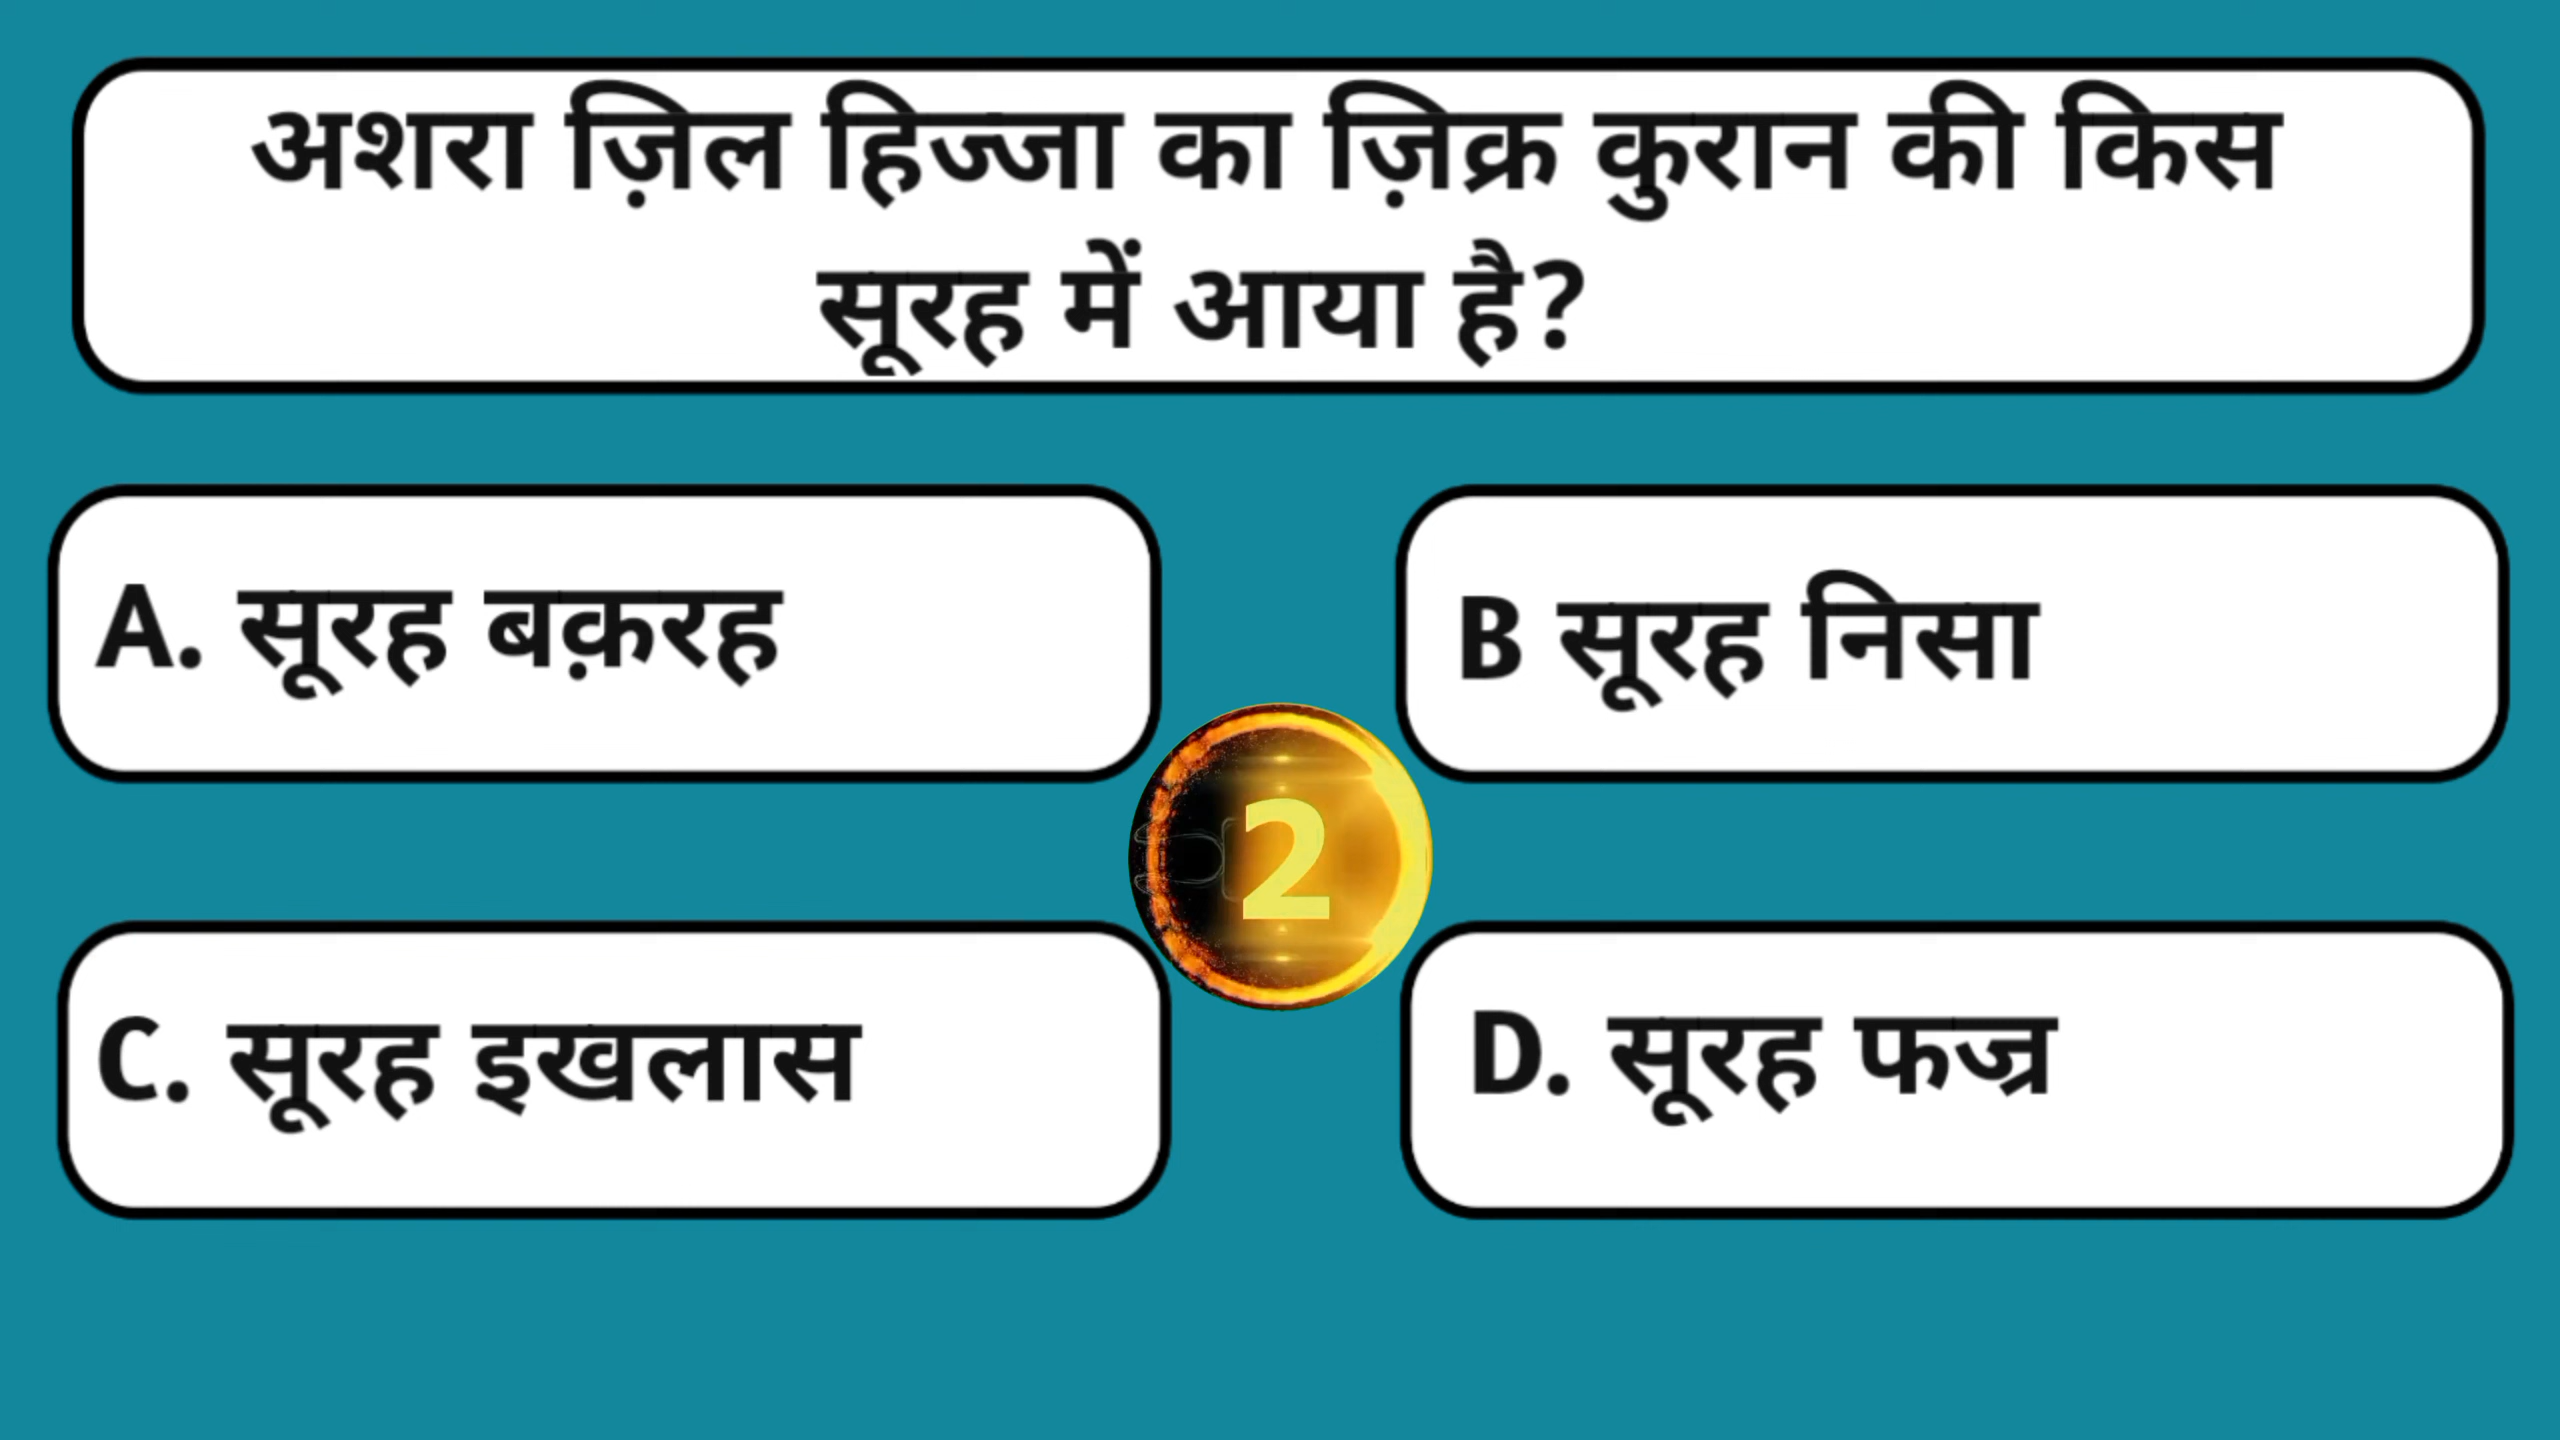 अशरा ज़िल हिज्जा का ज़िक्र कुरान की किस
सूरह में आया है?
A. सूरह बक़रह
B सूरह निसा
2
C. सूरह इखलास
D. सूरह फज्र